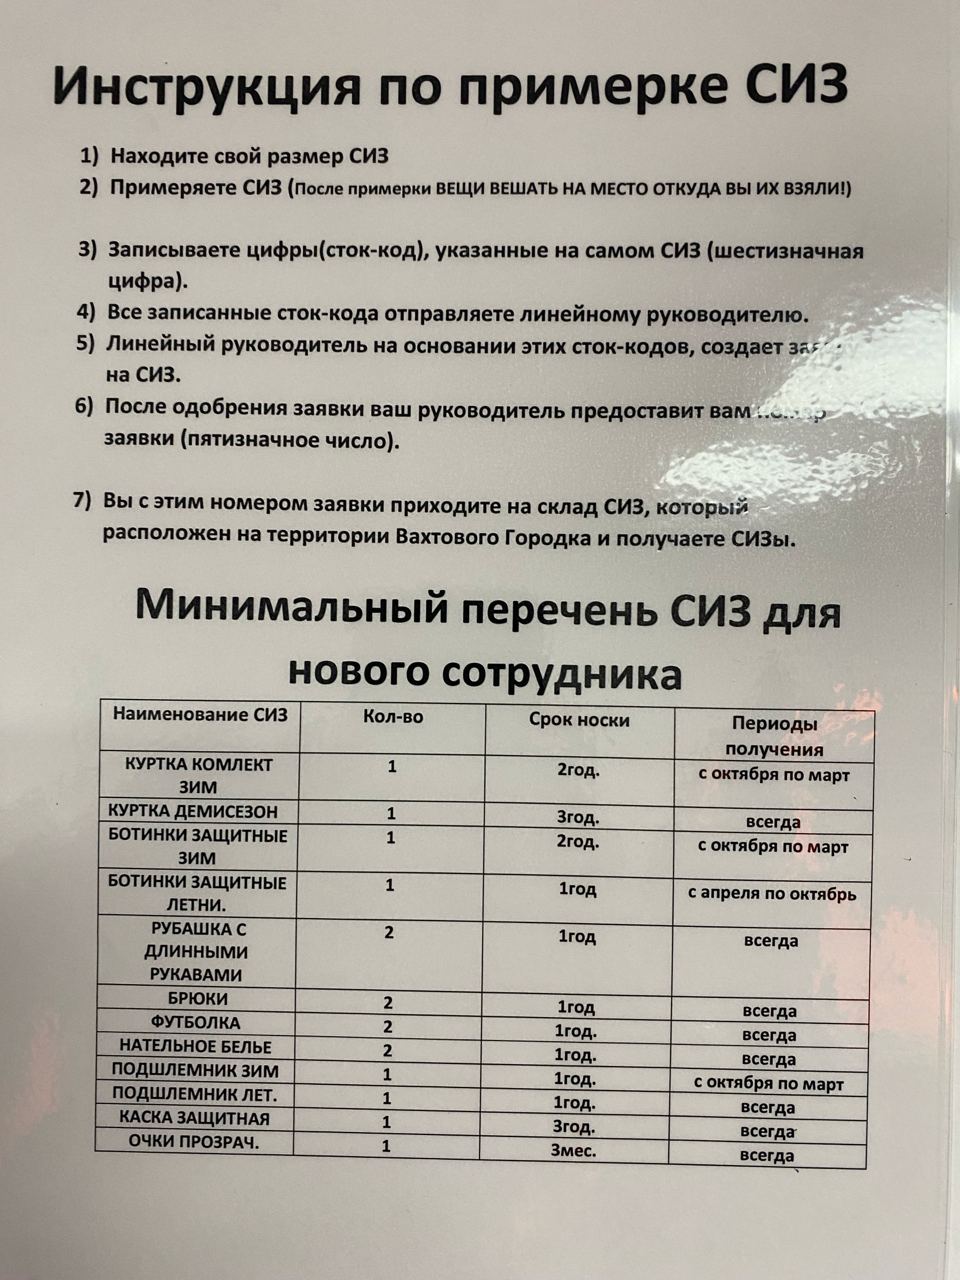 Инструкция по примерке СИЗ
1) Находите свой размер СИЗ
2) Примеряете СИЗ (После примерки ВЕЩИ ВЕШАТЬ НА МЕСТО ОТКУДА ВЫ ИХ ВЗЯЛИ!)
3) Записываете цифры(сток-код), указанные на самом СИЗ (шестизначная
цифра).
4) Все записанные сток-кода отправляете линейному руководителю.
5) Линейный руководитель на основании этих сток-кодов, создает
на СИЗ.
6) После одобрения заявки ваш руководитель предоставит вам
заявки (пятизначное число).
7) Вы с этим номером заявки приходите на склад СИЗ, который
расположен на территории Вахтового Городка и получаете СИЗы.
Минимальный перечень СИЗ для
нового сотрудника
Наименование СИЗ Кол-во Срок носки Периоды
получения
КУРТКА КОМЛЕКТ 1 2год. с октября по март
ЗИМ
КУРТКА ДЕМИСЕЗОН 1 3год. всегда
БОТИНКИ ЗАЩИТНЫЕ 1 2год. с октября по март
ЗИМ
БОТИНКИ ЗАЩИТНЫЕ 1 1год с апреля по октябрь
ЛЕТНИ.
РУБАШКА С 2 1год всегда
ДЛИННЫМИ
РУКАВАМИ
БРЮКИ 2 1год всегда
ФУТБОЛКА 2 1год. всегда
НАТЕЛЬНОЕ БЕЛЬЕ 2 1год. всегда
ПОДШЛЕМНИК ЗИМ 1 1год. с октября по март
ПОДШЛЕМНИК ЛЕТ. 1 1год. всегда
КАСКА ЗАЩИТНАЯ 1 3год. всегда
ОЧКИ ПРОЗРАЧ. 1 3мес. всегда